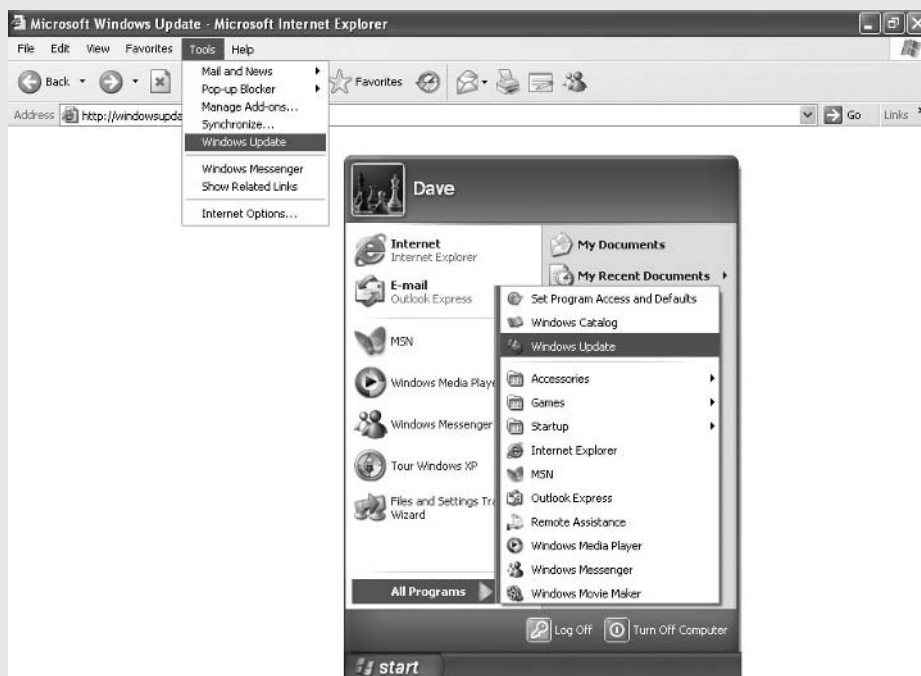 Microsoft Windows Update - Microsoft Internet Explorer
File Edit View Favorites Tools Help
Back Favorites
Address http://windowsupda Go Links
Mail and News
Pop-up Blocker
Manage Add-ons...
Synchronize...
Windows Update
Windows Messenger
Show Related Links
Internet Options...
Dave
Internet
Internet Explorer
E-mail
Outlook Express
MSN
Windows Media Playe
Windows Messenger
Tour Windows XP
Files and Settings Tra
Wizard
All Programs
My Documents
My Recent Documents
Set Program Access and Defaults
Windows Catalog
Windows Update
Accessories
Games
Startup
Internet Explorer
MSN
Outlook Express
Remote Assistance
Windows Media Player
Windows Messenger
Windows Movie Maker
Log Off Turn Off Computer
start